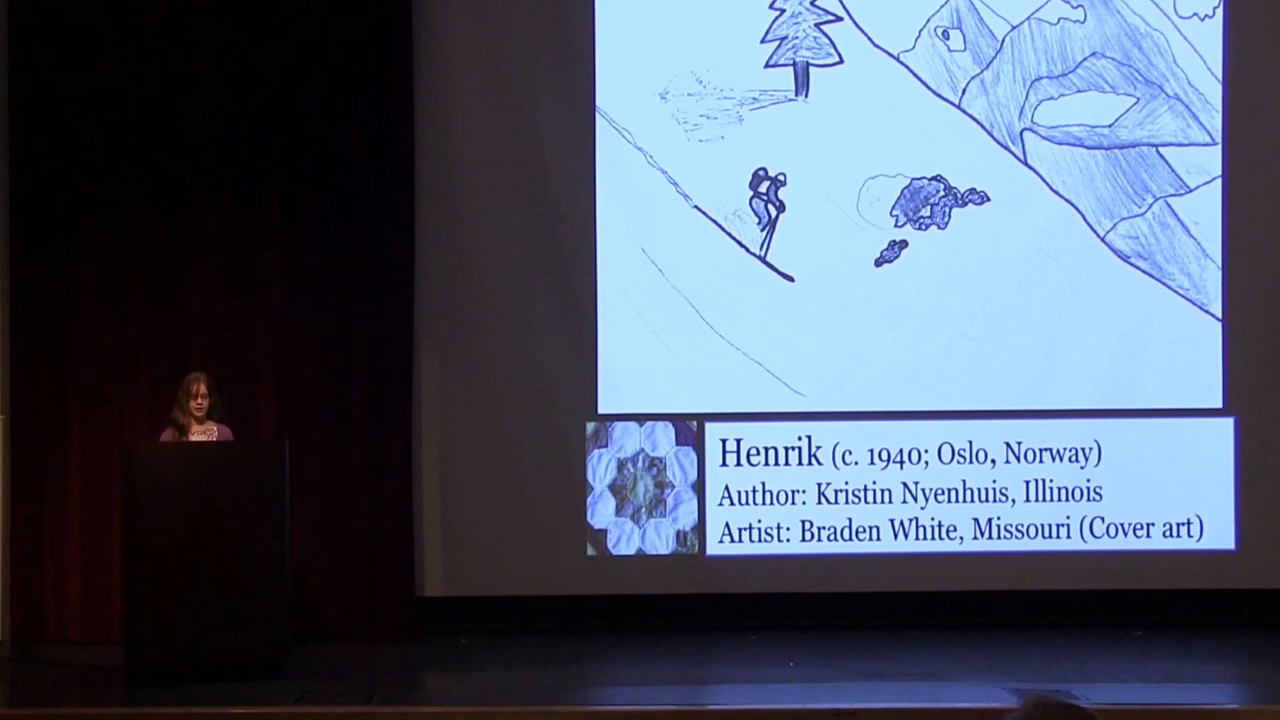 Henrik (c. 1940; Oslo, Norway)
Author: Kristin Nyenhuis, Illinois
Artist: Braden White, Missouri (Cover art)